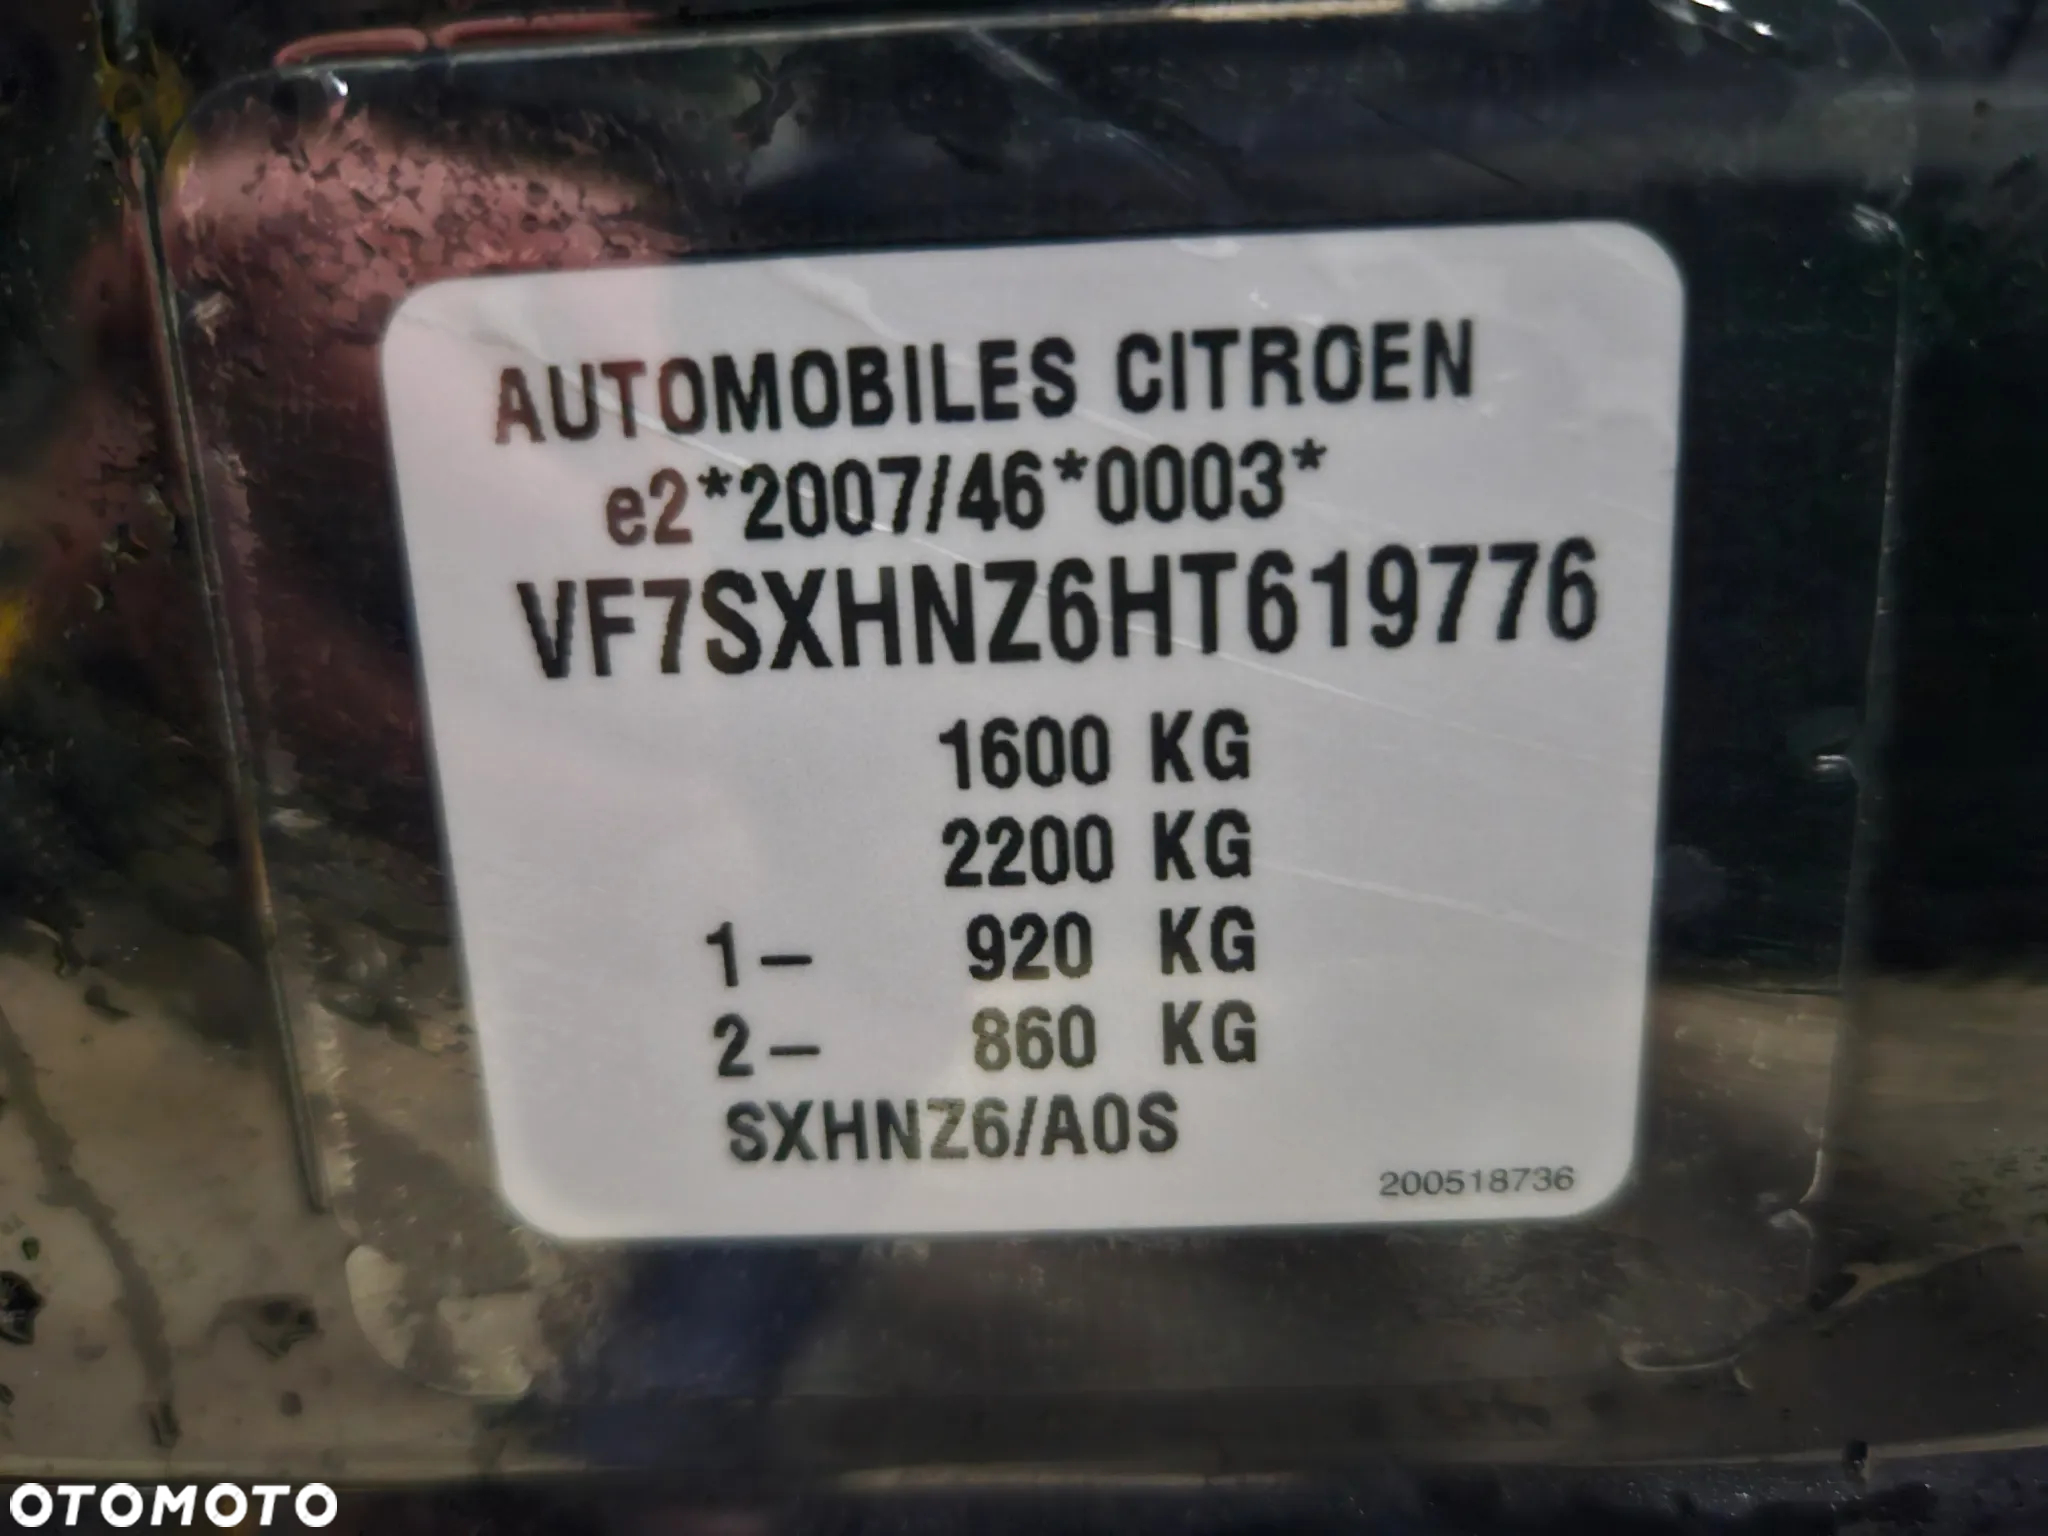 AUTOMOBILES CITROEN
e2*2007/46*0003*
VF7SXHNZ6HT619776
1600 KG
2200 KG
1– 920 KG
2– 860 KG
SXHNZ6/A0S
200518736
OTOMOTO